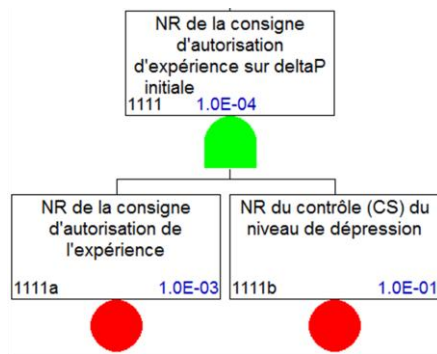 NR de la consigne
d'autorisation
d'expérience sur deltaP
initiale
1111 1.0E-04
NR de la consigne
d'autorisation de
l'expérience
1111a 1.0E-03
NR du contrôle (CS) du
niveau de dépression
1111b 1.0E-01